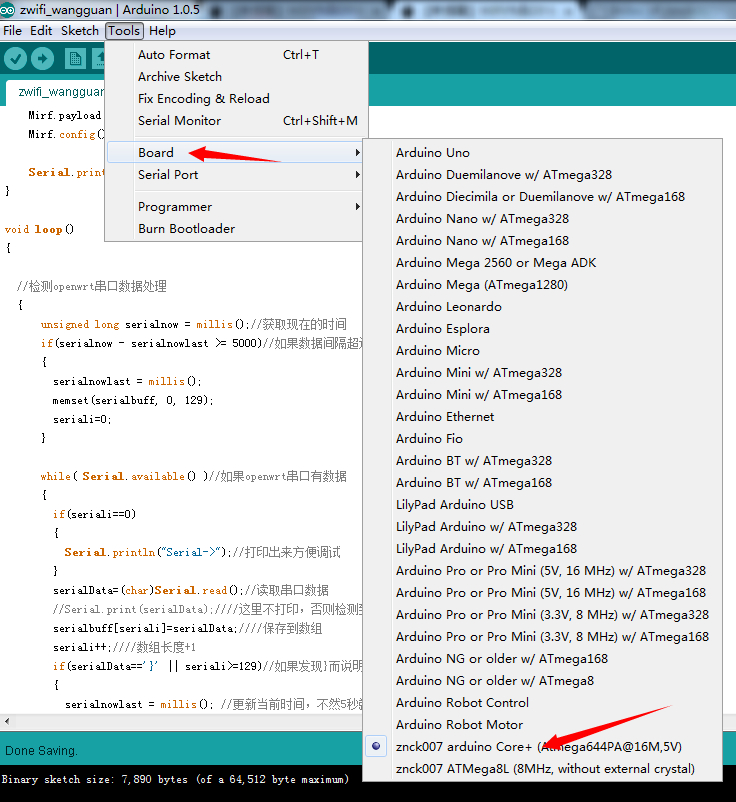 zwifi_wangguan | Arduino 1.0.5
File Edit Sketch Tools Help
zwifi_wangguan
Auto Format Ctrl+T
Archive Sketch
Fix Encoding & Reload
Serial Monitor Ctrl+Shift+M
Board
Serial Port
Programmer
Burn Bootloader
Arduino Uno
Arduino Duemilanove w/ ATmega328
Arduino Diecimila or Duemilanove w/ ATmega168
Arduino Nano w/ ATmega328
Arduino Nano w/ ATmega168
Arduino Mega 2560 or Mega ADK
Arduino Mega (ATmega1280)
Arduino Leonardo
Arduino Esplora
Arduino Micro
Arduino Mini w/ ATmega328
Arduino Mini w/ ATmega168
Arduino Ethernet
Arduino Fio
Arduino BT w/ ATmega328
Arduino BT w/ ATmega168
LilyPad Arduino USB
LilyPad Arduino w/ ATmega328
LilyPad Arduino w/ ATmega168
Arduino Pro or Pro Mini (5V, 16 MHz) w/ ATmega328
Arduino Pro or Pro Mini (5V, 16 MHz) w/ ATmega168
Arduino Pro or Pro Mini (3.3V, 8 MHz) w/ ATmega328
Arduino Pro or Pro Mini (3.3V, 8 MHz) w/ ATmega168
Arduino NG or older w/ ATmega168
Arduino NG or older w/ ATmega8
Arduino Robot Control
Arduino Robot Motor
znck007 arduino Core+ (Atmega644PA@16M,5V)
znck007 ATMega8L (8MHz, without external crystal)
Mirf.payload
Mirf.config()
Serial.print
}
void loop()
{
//检测openwrt串口数据处理
{
unsigned long serialnow = millis();//获取现在的时间
if(serialnow - serialnowlast >= 5000)//如果数据间隔超
{
serialnowlast = millis();
memset(serialbuff, 0, 129);
seriali=0;
}
while( Serial.available() )//如果openwrt串口有数据
{
if(seriali==0)
{
Serial.println("Serial->");//打印出来方便调试
}
serialData=(char)Serial.read();//读取串口数据
//Serial.print(serialData);////这里不打印，否则检测
serialbuff[seriali]=serialData;////保存到数组
seriali++;////数组长度+1
if(serialData=='}' || seriali>=129)//如果发现}而说明
{
serialnowlast = millis(); //更新当前时间，不然5秒就
Done Saving.
Binary sketch size: 7,890 bytes (of a 64,512 byte maximum)